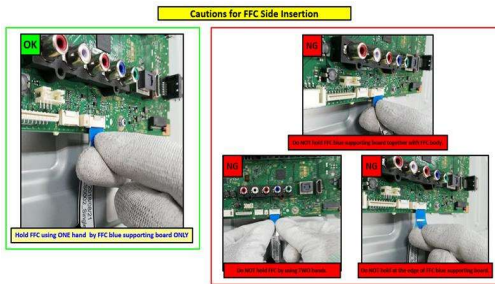 Cautions for FFC Side Insertion
OK
Hold FFC using ONE hand by FFC blue supporting board ONLY
NG
Do NOT hold FFC blue supporting board together with FFC body
NG
Do NOT hold FFC by using TWO hands
NG
Do NOT hold at the edge of FFC blue supporting board